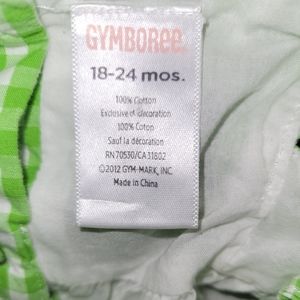 GYMBOREE.
18-24 mos.
100% Cotton
Exclusive of decoration
100% Coton
Sauf la décoration
RN 70530/CA 31802
©2012 GYM-MARK, INC.
Made in China